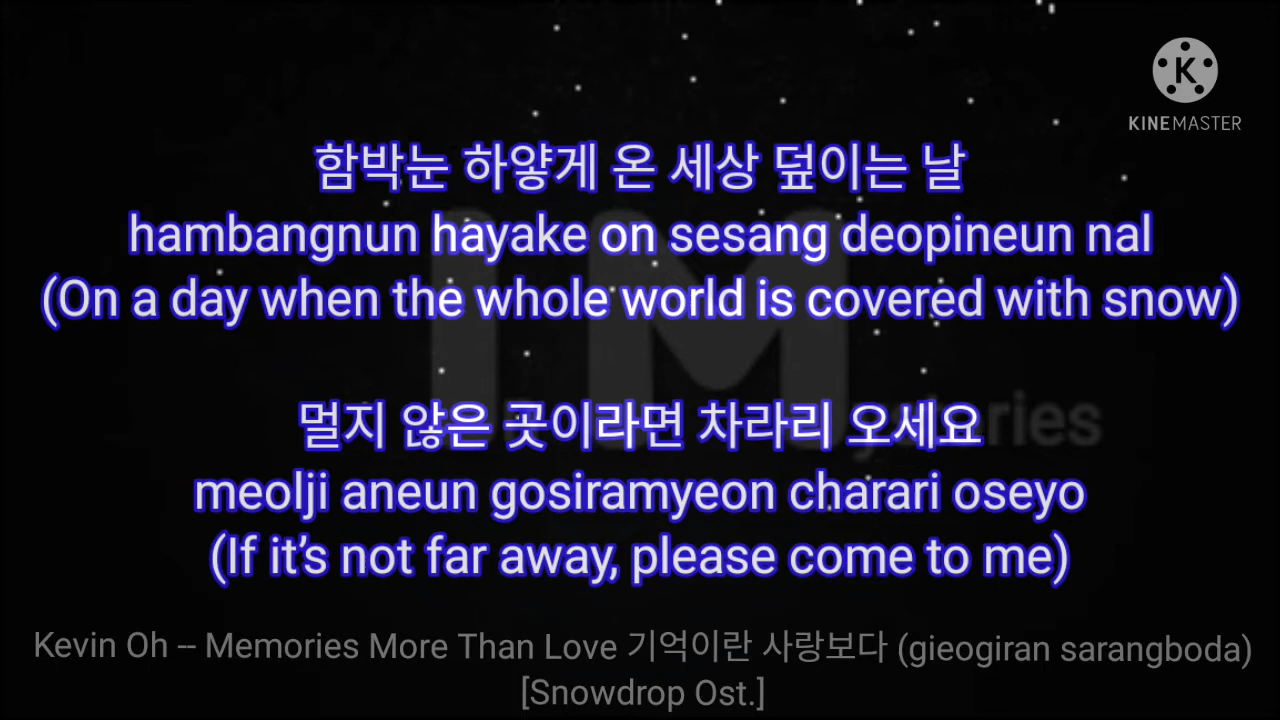 KINEMASTER
함박눈 하얗게 온 세상 덮이는 날
hambangnun hayake on sesang deopineun nal
(On a day when the whole world is covered with snow)
멀지 않은 곳이라면 차라리 오세요
meolji aneun gosiramyeon charari oseyo
(If it’s not far away, please come to me)
Kevin Oh -- Memories More Than Love 기억이란 사랑보다 (gieogiran sarangboda)
[Snowdrop Ost.]